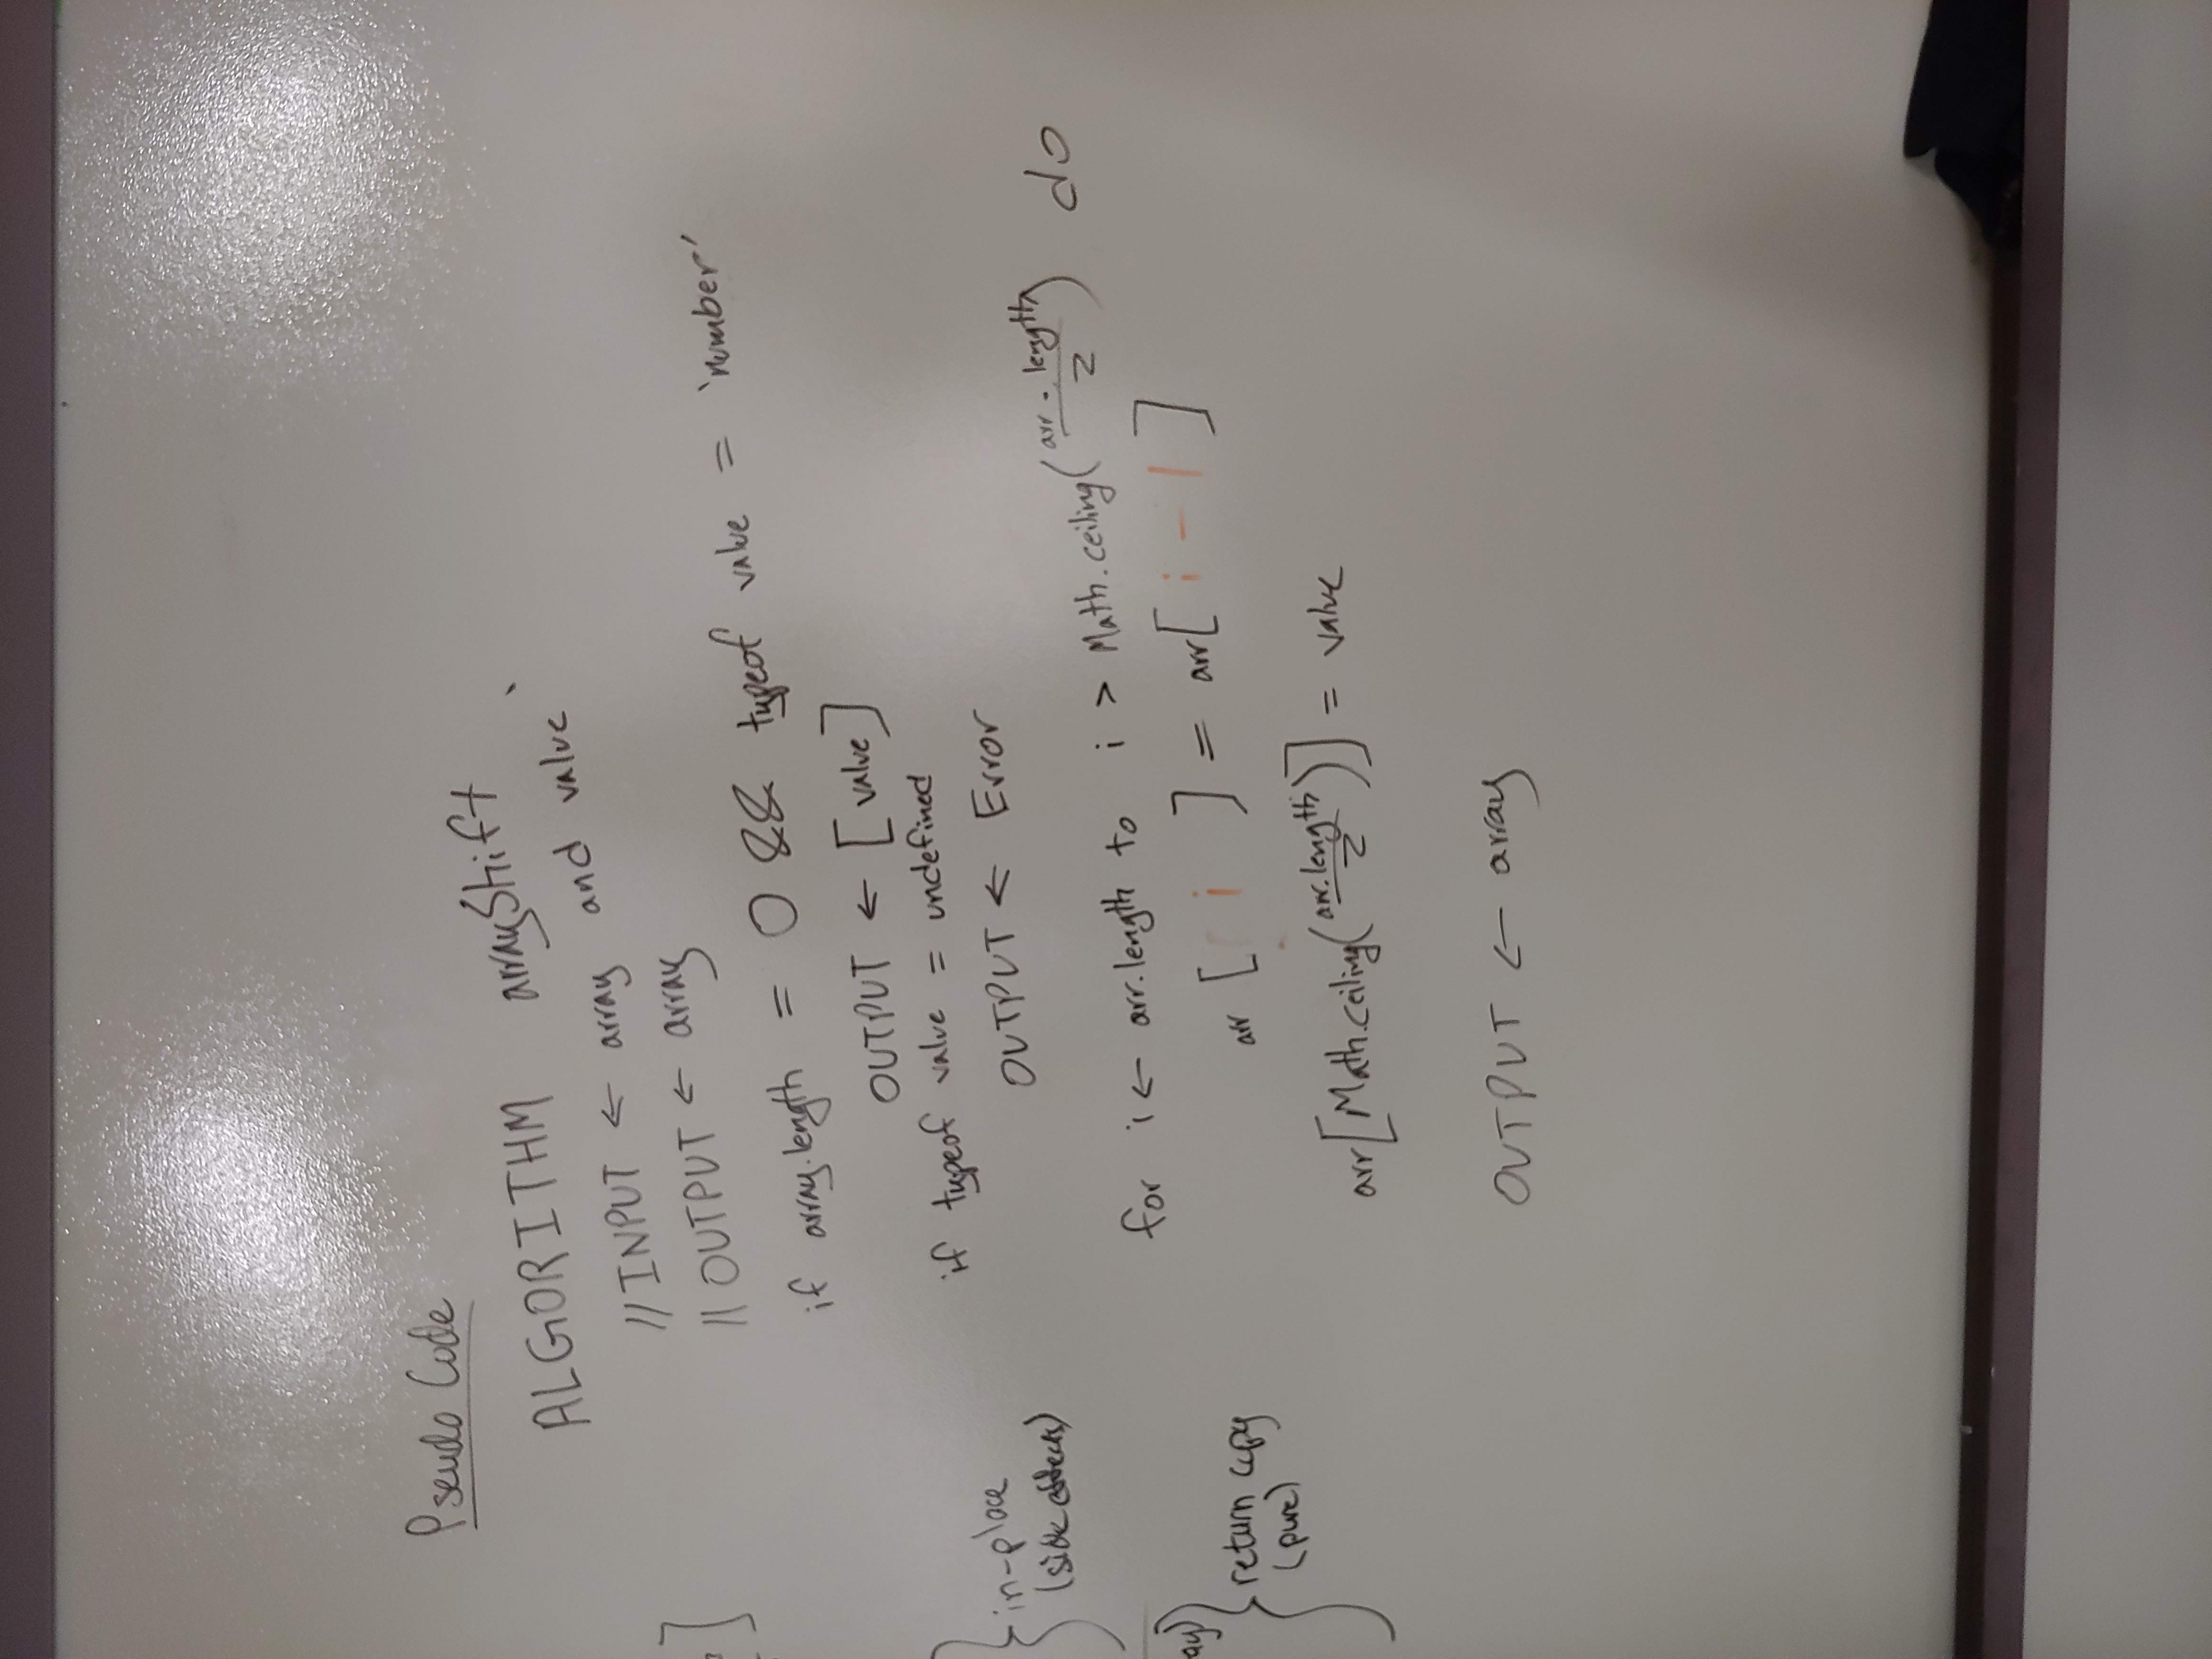 Pseudo Code
ALGORITHM arrayShift
// INPUT ← array and value
// OUTPUT ← array
]
if array.length = 0 && typeof value = 'number'
OUTPUT ← [value]
if typeof value = undefined
OUTPUT ← Error
} in-place
(side effects)
for i ← arr.length to i > Math.ceiling(arr.length/2) do
ay) } return copy
(pure)
arr [ i ] = arr[ i - 1 ]
arr[Math.ceiling(arr.length/2)] = value
OUTPUT ← array